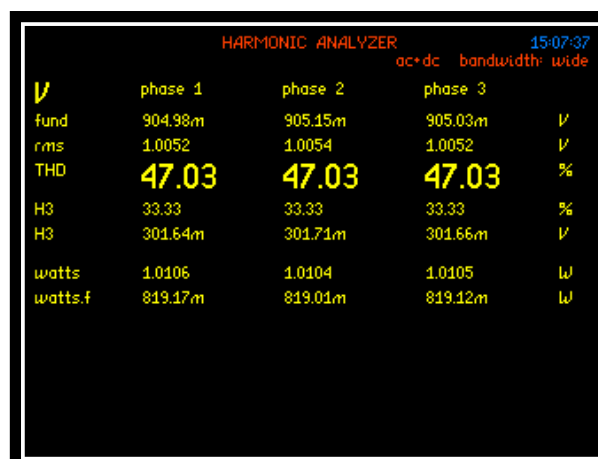 HARMONIC ANALYZER 15:07:37
ac+dc bandwidth: wide
V phase 1 phase 2 phase 3
fund 904.98m 905.15m 905.03m V
rms 1.0052 1.0054 1.0052 V
THD 47.03 47.03 47.03 %
H3 33.33 33.33 33.33 %
H3 301.64m 301.71m 301.66m V
watts 1.0106 1.0104 1.0105 W
watts.f 819.17m 819.01m 819.12m W